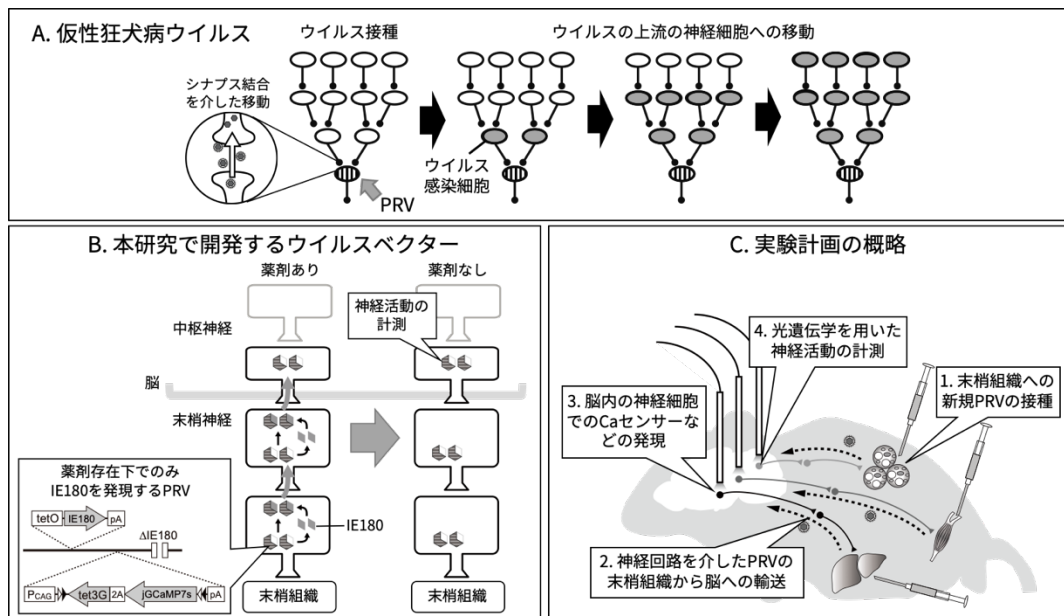 A. 仮性狂犬病ウイルス
ウイルス接種
ウイルスの上流の神経細胞への移動
シナプス結合
を介した移動
ウイルス
感染細胞
PRV
B. 本研究で開発するウイルスベクター
薬剤あり
薬剤なし
神経活動の
計測
中枢神経
脳
末梢神経
薬剤存在下でのみ
IE180を発現するPRV
IE180
tetO
IE180
pA
ΔIE180
PCAG
tet3G
2A
jGCaMP7s
pA
末梢組織
末梢組織
C. 実験計画の概略
4. 光遺伝学を用いた
神経活動の計測
1. 末梢組織への
新規PRVの接種
3. 脳内の神経細胞
でのCaセンサーな
どの発現
2. 神経回路を介したPRVの
末梢組織から脳への輸送